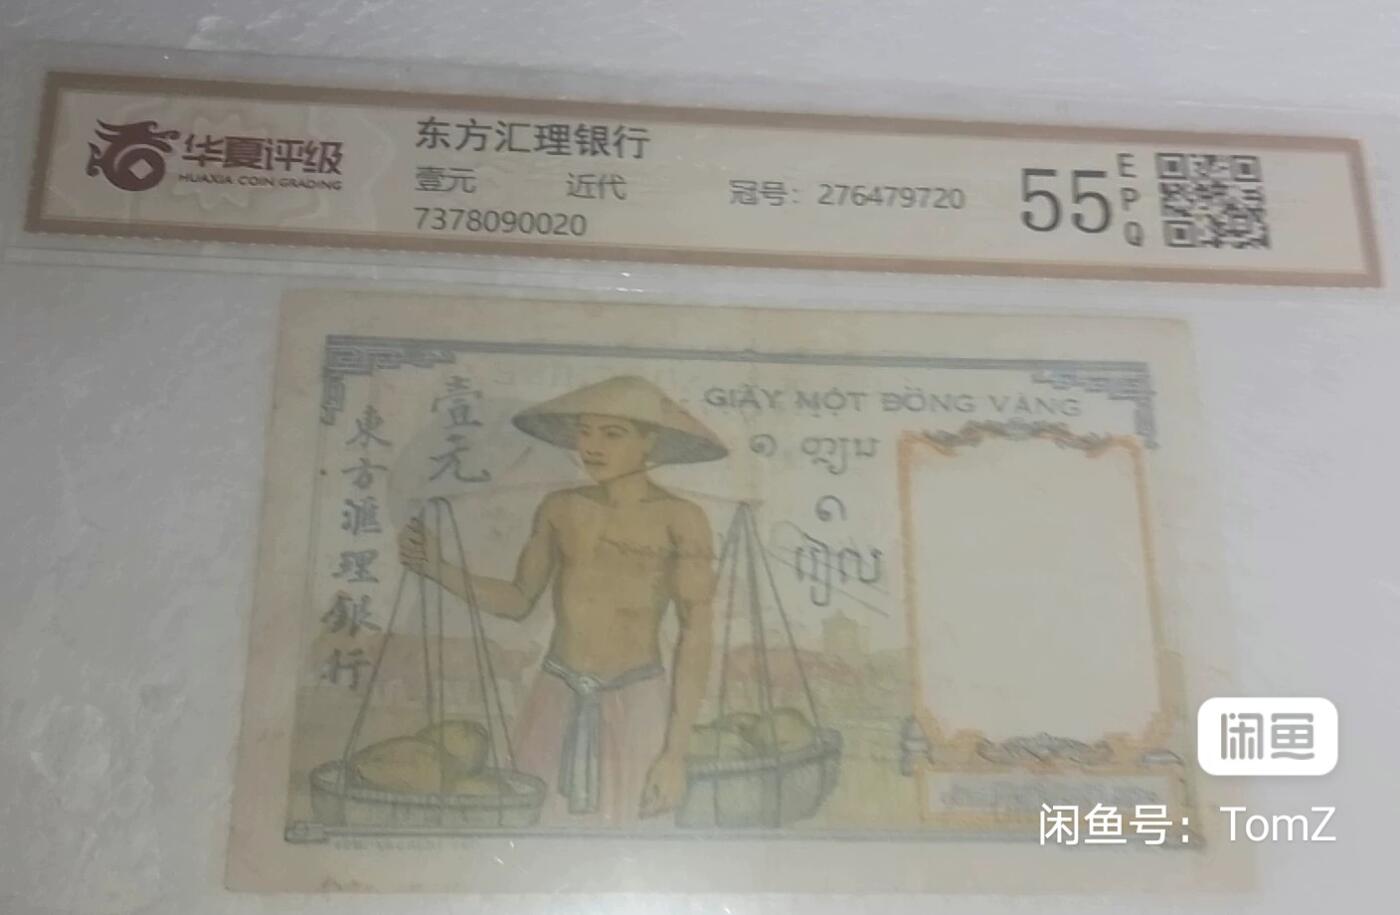 华夏评级
HUAXIA COIN GRADING
东方汇理银行
壹元 近代 冠号：276479720
7378090020
55
EPQ
壹元
東方滙理銀行
GIẤY MỘT ĐỒNG VÀNG
闲鱼
闲鱼号：TomZ